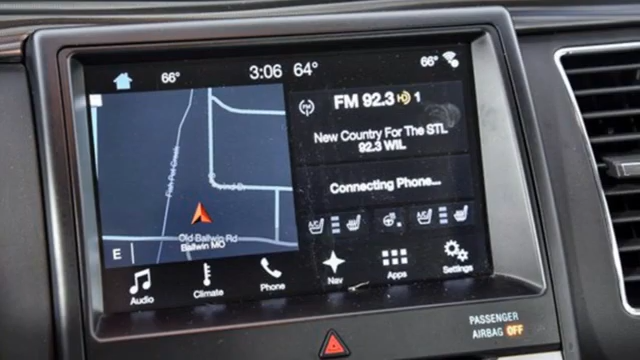 66° 3:06 64° 66°
FM 92.3 HD 1
New Country For The STL
92.3 WIL
Connecting Phone...
A/C A/C
Old Ballwin Rd
Ballwin MO
E
Audio Climate Phone Nav Apps Settings
PASSENGER
AIRBAG OFF